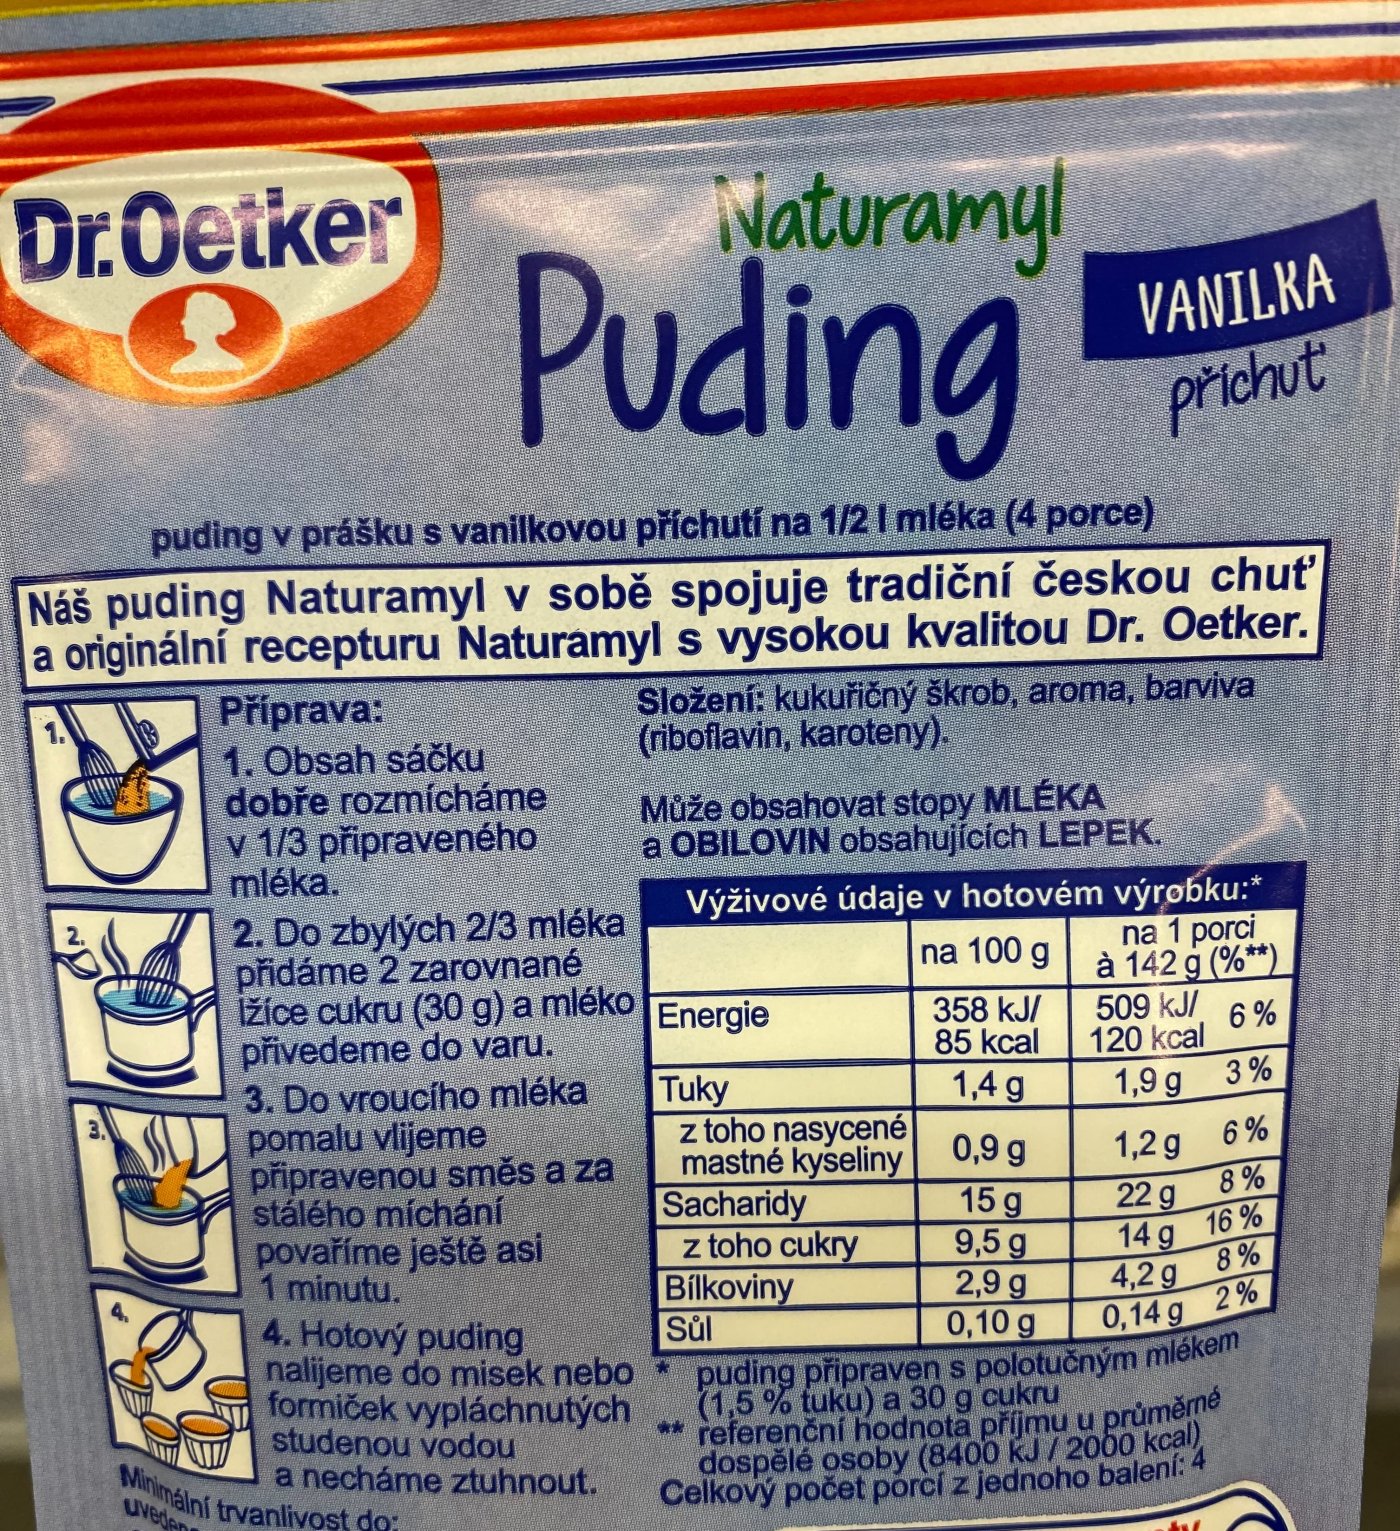 Dr.Oetker
Naturamyl
Puding
VANILKA
příchuť
puding v prášku s vanilkovou příchutí na 1/2 l mléka (4 porce)
Náš puding Naturamyl v sobě spojuje tradiční českou chuť
a originální recepturu Naturamyl s vysokou kvalitou Dr. Oetker.
1.
Příprava:
1. Obsah sáčku
dobře rozmícháme
v 1/3 připraveného
mléka.
2.
2. Do zbylých 2/3 mléka
přidáme 2 zarovnané
lžíce cukru (30 g) a mléko
přivedeme do varu.
3.
3. Do vroucího mléka
pomalu vlijeme
připravenou směs a za
stálého míchání
povaříme ještě asi
1 minutu.
4.
4. Hotový puding
nalijeme do misek nebo
formiček vypláchnutých
studenou vodou
a necháme ztuhnout.
Minimální trvanlivost do:
Složení: kukuřičný škrob, aroma, barviva
(riboflavin, karoteny).
Může obsahovat stopy MLÉKA
a OBILOVIN obsahujících LEPEK.
Výživové údaje v hotovém výrobku:*
na 100 g na 1 porci
à 142 g (%**)
Energie 358 kJ/ 509 kJ/ 6 %
85 kcal 120 kcal
Tuky 1,4 g 1,9 g 3 %
z toho nasycené
mastné kyseliny 0,9 g 1,2 g 6 %
Sacharidy 15 g 22 g 8 %
z toho cukry 9,5 g 14 g 16 %
Bílkoviny 2,9 g 4,2 g 8 %
Sůl 0,10 g 0,14 g 2 %
* puding připraven s polotučným mlékem
(1,5 % tuku) a 30 g cukru
** referenční hodnota příjmu u průměrné
dospělé osoby (8400 kJ / 2000 kcal)
Celkový počet porcí z jednoho balení: 4